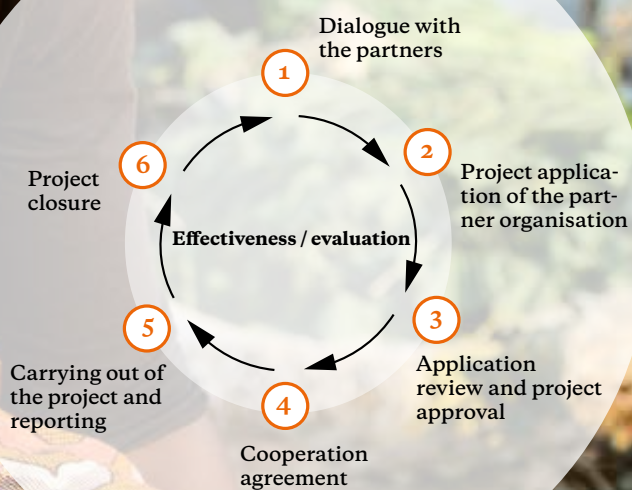 1
Dialogue with
the partners
2
Project applica-
tion of the part-
ner organisation
3
Application
review and project
approval
4
Cooperation
agreement
5
Carrying out of
the project and
reporting
6
Project
closure
Effectiveness / evaluation